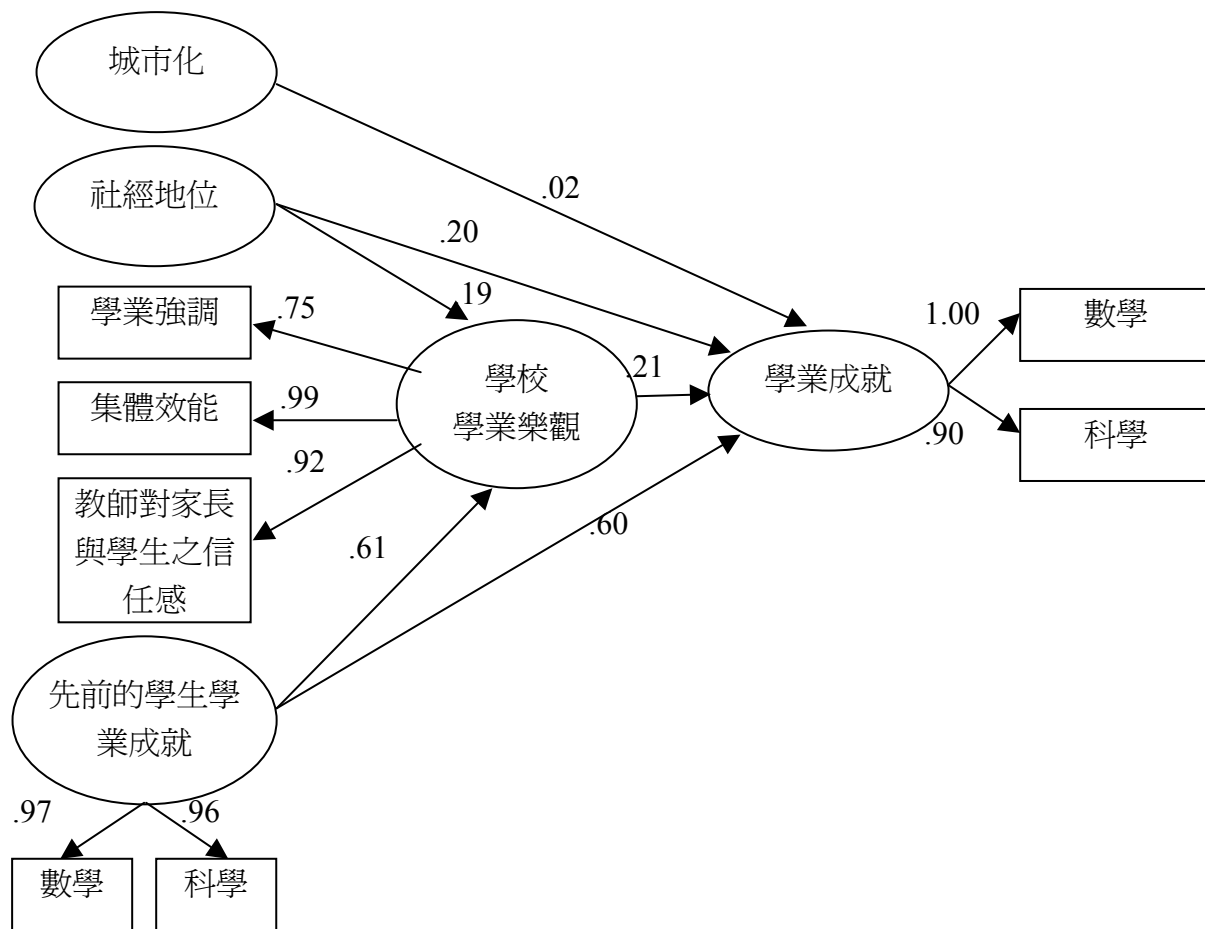 城市化
.02
社經地位
.20
.19
學業強調
.75
學校
學業樂觀
.21
學業成就
1.00
數學
集體效能
.99
.90
科學
.92
教師對家長
與學生之信
任感
.61
.60
先前的學生學
業成就
.97
.96
數學
科學